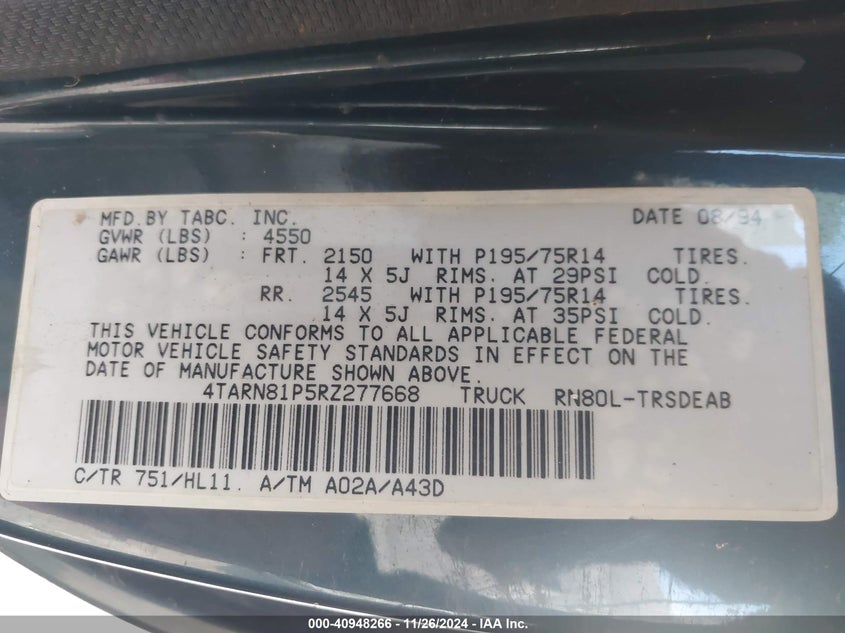 MFD.BY TABC. INC. DATE 08/94
GVWR (LBS) : 4550
GAWR (LBS) : FRT. 2150 WITH P195/75R14 TIRES.
14 X 5J RIMS. AT 29PSI COLD.
RR. 2545 WITH P195/75R14 TIRES.
14 X 5J RIMS. AT 35PSI COLD.
THIS VEHICLE CONFORMS TO ALL APPLICABLE FEDERAL
MOTOR VEHICLE SAFETY STANDARDS IN EFFECT ON THE
DATE OF MANUFACTURE SHOWN ABOVE.
4TARN81P5RZ277668 TRUCK RN80L-TRSDEAB
C/TR 751/HL11. A/TM A02A/A43D
000-40948266 - 11/26/2024 - IAA Inc.